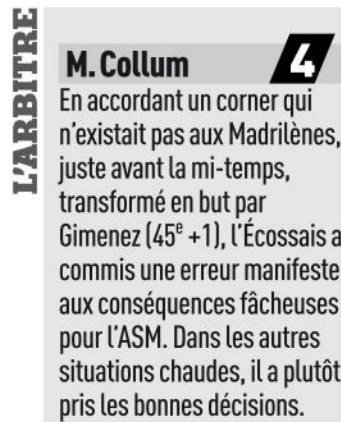 L'ARBITRE
M. Collum 4
En accordant un corner qui
n'existait pas aux Madrilènes,
juste avant la mi-temps,
transformé en but par
Gimenez (45e +1), l'Écossais a
commis une erreur manifeste
aux conséquences fâcheuses
pour l'ASM. Dans les autres
situations chaudes, il a plutôt
pris les bonnes décisions.